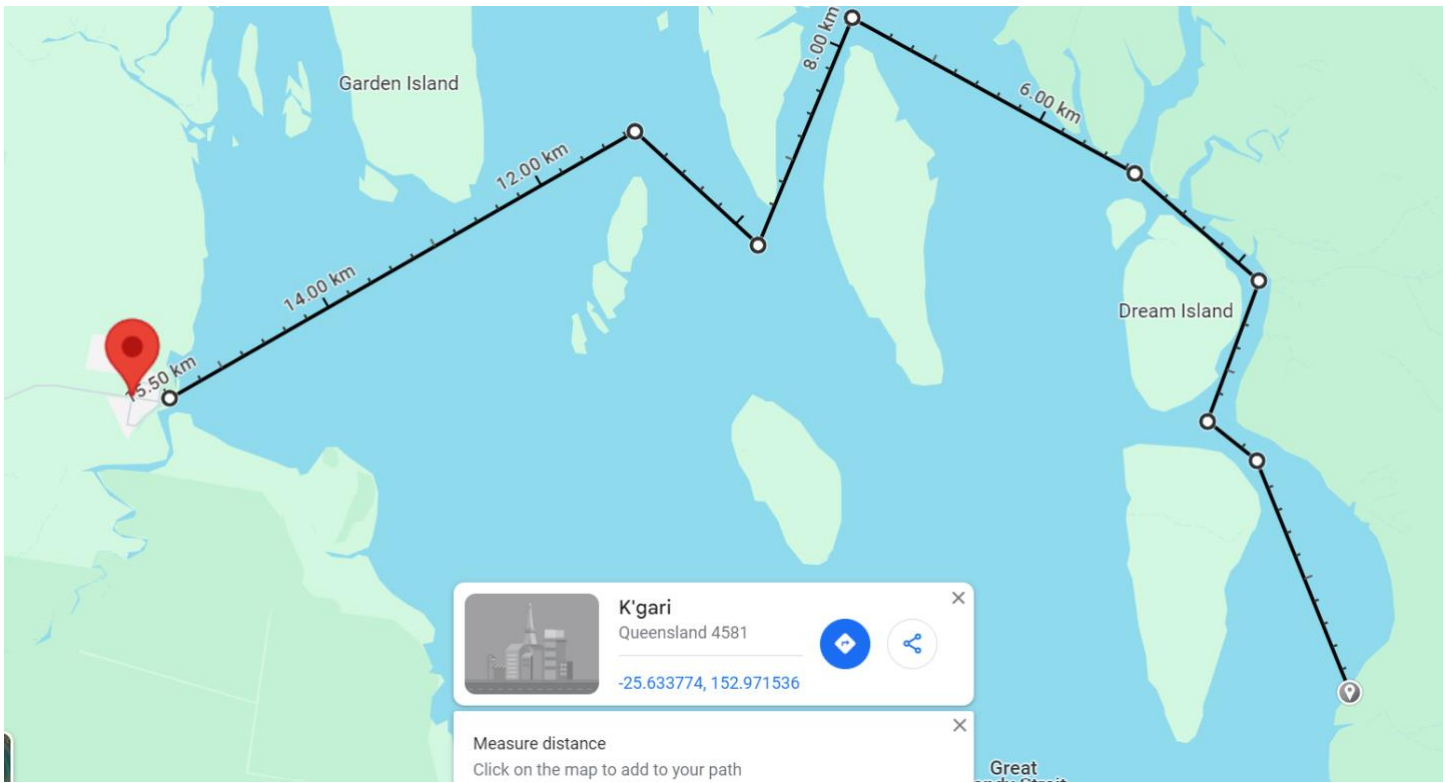 8.00 km
Garden Island
6.00 km
12.00 km
14.00 km
Dream Island
15.50 km
K'gari
Queensland 4581
-25.633774, 152.971536
Measure distance
Click on the map to add to your path
Great